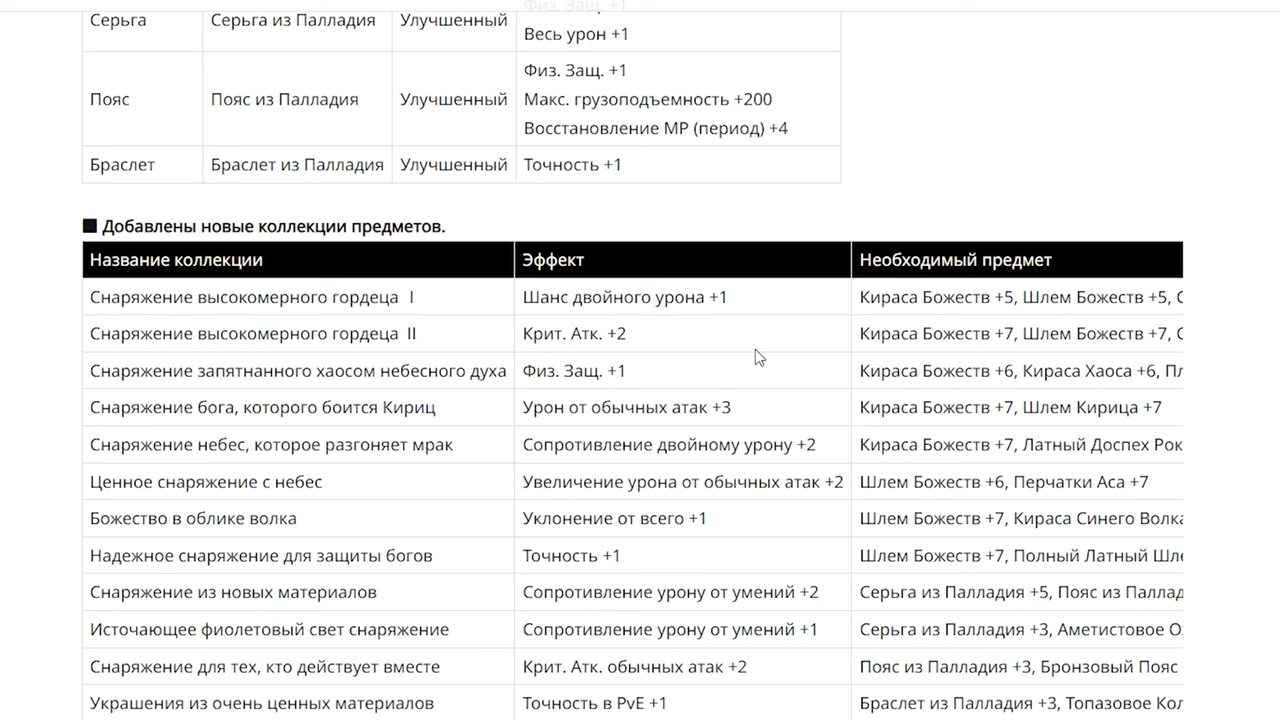 Физ. Защ. +1
Серьга Серьга из Палладия Улучшенный
Весь урон +1
Физ. Защ. +1
Пояс Пояс из Палладия Улучшенный Макс. грузоподъемность +200
Восстановление MP (период) +4
Браслет Браслет из Палладия Улучшенный Точность +1
■ Добавлены новые коллекции предметов.
Название коллекции Эффект Необходимый предмет
Снаряжение высокомерного гордеца I Шанс двойного урона +1 Кираса Божеств +5, Шлем Божеств +5, С
Снаряжение высокомерного гордеца II Крит. Атк. +2 Кираса Божеств +7, Шлем Божеств +7, С
Снаряжение запятнанного хаосом небесного духа Физ. Защ. +1 Кираса Божеств +6, Кираса Хаоса +6, Пл
Снаряжение бога, которого боится Кириц Урон от обычных атак +3 Кираса Божеств +7, Шлем Кирица +7
Снаряжение небес, которое разгоняет мрак Сопротивление двойному урону +2 Кираса Божеств +7, Латный Доспех Рок
Ценное снаряжение с небес Увеличение урона от обычных атак +2 Шлем Божеств +6, Перчатки Аса +7
Божество в облике волка Уклонение от всего +1 Шлем Божеств +7, Кираса Синего Волка
Надежное снаряжение для защиты богов Точность +1 Шлем Божеств +7, Полный Латный Шле
Снаряжение из новых материалов Сопротивление урону от умений +2 Серьга из Палладия +5, Пояс из Паллад
Источающее фиолетовый свет снаряжение Сопротивление урону от умений +1 Серьга из Палладия +3, Аметистовое О
Снаряжение для тех, кто действует вместе Крит. Атк. обычных атак +2 Пояс из Палладия +3, Бронзовый Пояс
Украшения из очень ценных материалов Точность в PvE +1 Браслет из Палладия +3, Топазовое Кол